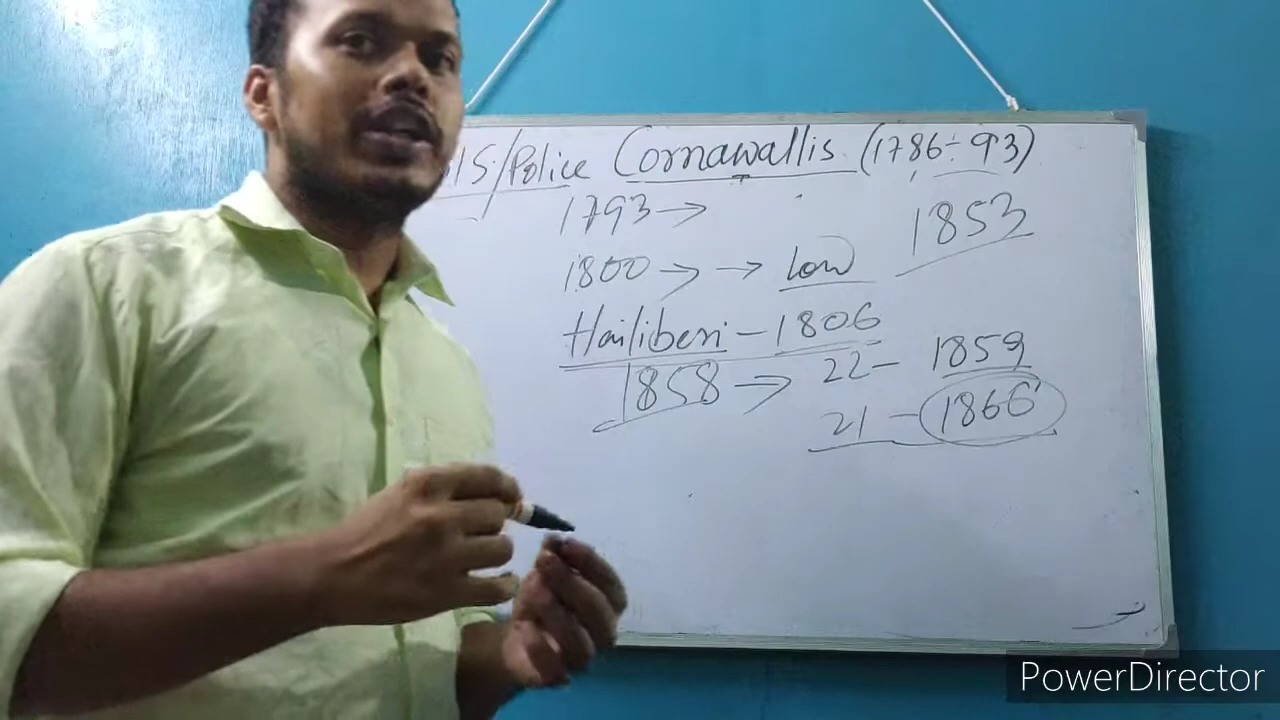 /Police Cornawallis (1786-93)
1793→
1853
1800→ → low
Hailiberi - 1806
1858→ 22- 1859
21 - 1866
PowerDirector